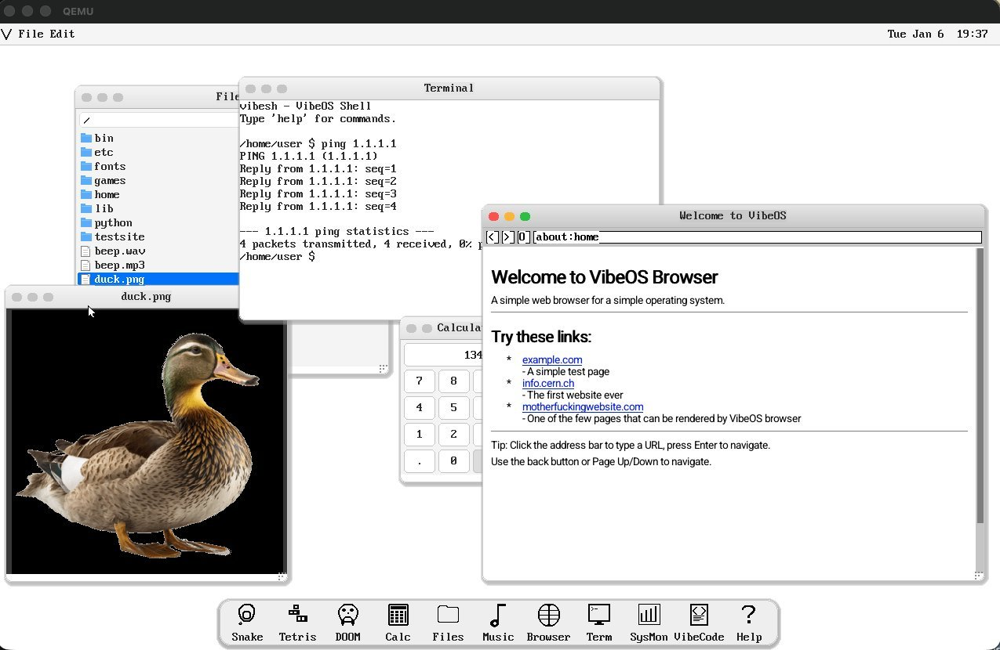 QEMU
V File Edit
Tue Jan 6 19:37
File
/
bin
etc
fonts
games
home
lib
python
testsite
beep.wav
beep.mp3
duck.png
Terminal
vibesh - VibeOS Shell
Type 'help' for commands.
/home/user $ ping 1.1.1.1
PING 1.1.1.1 (1.1.1.1)
Reply from 1.1.1.1: seq=1
Reply from 1.1.1.1: seq=2
Reply from 1.1.1.1: seq=3
Reply from 1.1.1.1: seq=4
--- 1.1.1.1 ping statistics ---
4 packets transmitted, 4 received, 0% p
/home/user $
duck.png
Calcula
134
7 8
4 5
1 2
. 0
Welcome to VibeOS
[<] [>] [O] about:home
Welcome to VibeOS Browser
A simple web browser for a simple operating system.
Try these links:
* example.com
- A simple test page
* info.cern.ch
- The first website ever
* motherfuckingwebsite.com
- One of the few pages that can be rendered by VibeOS browser
Tip: Click the address bar to type a URL, press Enter to navigate.
Use the back button or Page Up/Down to navigate.
Snake Tetris DOOM Calc Files Music Browser Term SysMon VibeCode Help